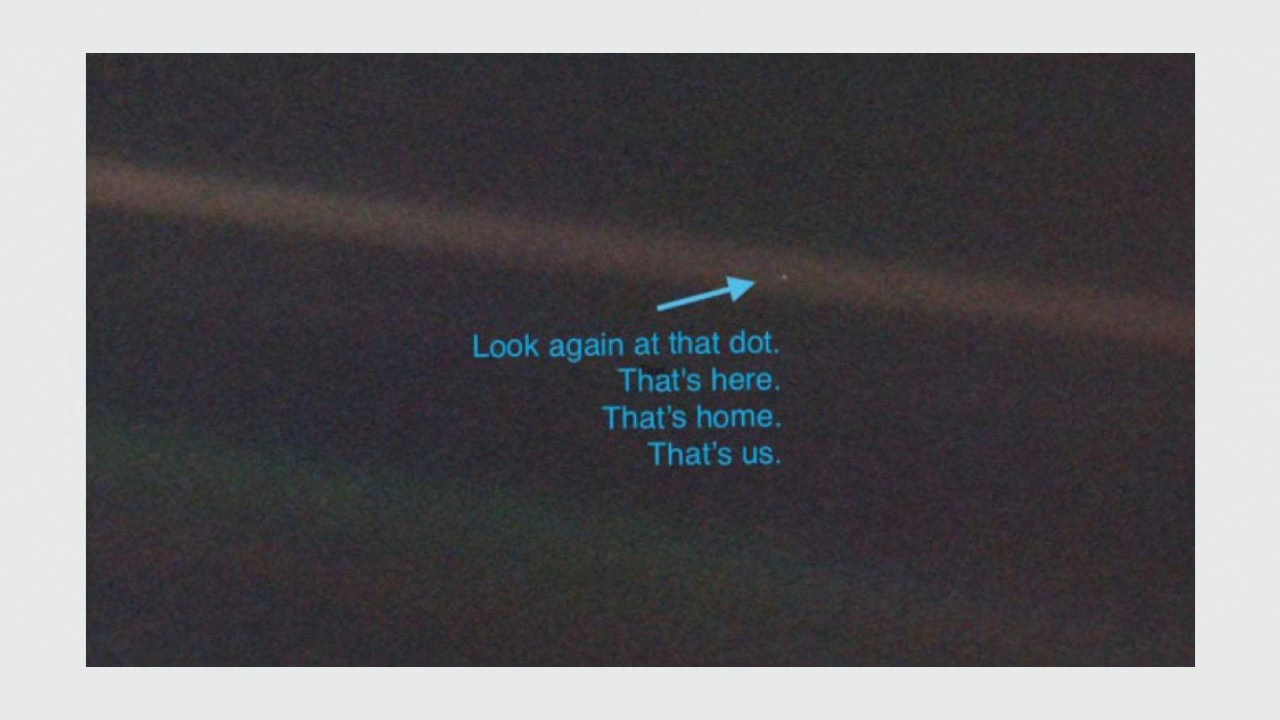 Look again at that dot.
That's here.
That’s home.
That’s us.